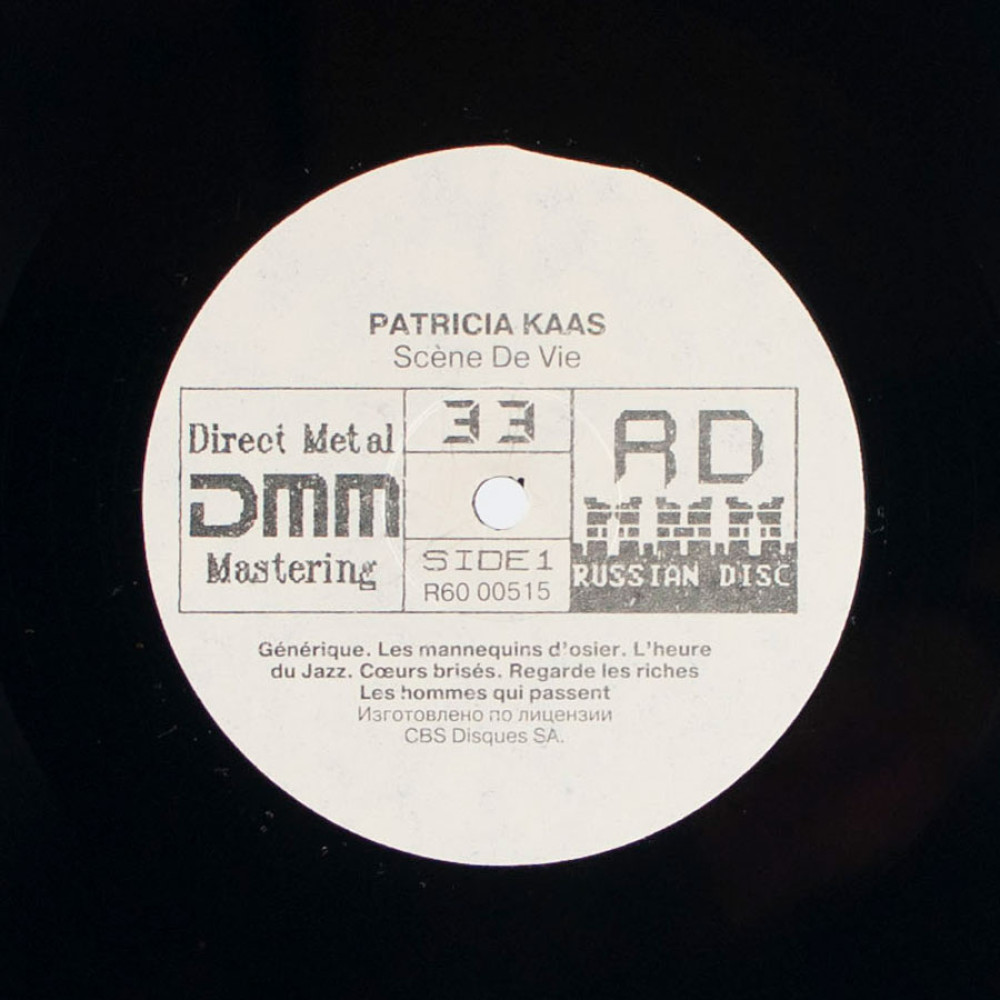 PATRICIA KAAS
Scène De Vie
Direct Metal
DMM
Mastering
33
SIDE 1
R60 00515
RD
RUSSIAN DISC
Générique. Les mannequins d'osier. L'heure
du Jazz. Cœurs brisés. Regarde les riches
Les hommes qui passent
Изготовлено по лицензии
CBS Disques SA.